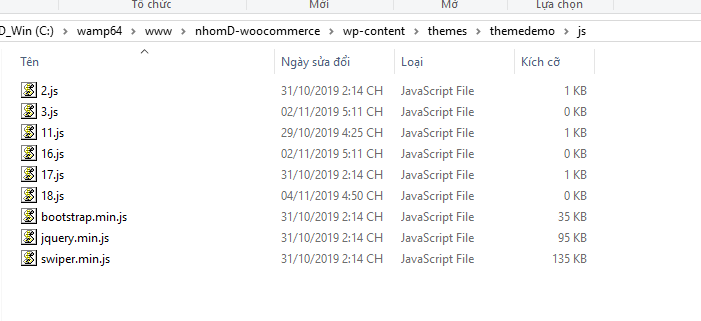 Tổ chức Mới Mở Lựa chọn
D_Win (C:) > wamp64 > www > nhomD-woocommerce > wp-content > themes > themedemo > js
Tên Ngày sửa đổi Loại Kích cỡ
2.js 31/10/2019 2:14 CH JavaScript File 1 KB
3.js 02/11/2019 5:11 CH JavaScript File 0 KB
11.js 29/10/2019 4:25 CH JavaScript File 1 KB
16.js 02/11/2019 5:11 CH JavaScript File 0 KB
17.js 31/10/2019 2:14 CH JavaScript File 1 KB
18.js 04/11/2019 4:50 CH JavaScript File 0 KB
bootstrap.min.js 31/10/2019 2:14 CH JavaScript File 35 KB
jquery.min.js 31/10/2019 2:14 CH JavaScript File 95 KB
swiper.min.js 31/10/2019 2:14 CH JavaScript File 135 KB